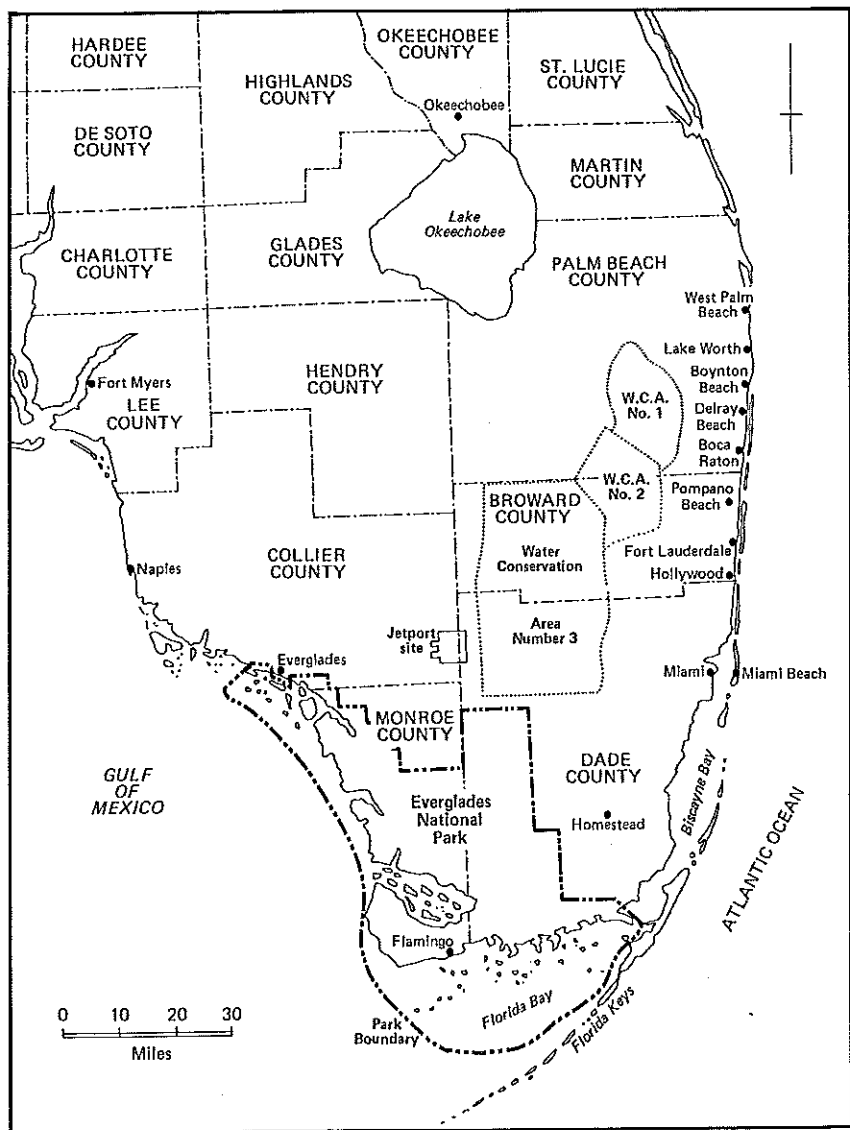 HARDEE
COUNTY
HIGHLANDS
COUNTY
OKEECHOBEE
COUNTY
Okeechobee
ST. LUCIE
COUNTY
DE SOTO
COUNTY
MARTIN
COUNTY
Lake
Okeechobee
CHARLOTTE
COUNTY
GLADES
COUNTY
PALM BEACH
COUNTY
West Palm
Beach
Lake Worth
Boynton
Beach
Delray
Beach
Boca
Raton
Fort Myers
LEE
COUNTY
HENDRY
COUNTY
W.C.A.
No. 1
W.C.A.
No. 2
BROWARD
COUNTY
Pompano
Beach
Water
Conservation
Fort Lauderdale
Hollywood
COLLIER
COUNTY
Naples
Area
Number 3
Jetport
site
Everglades
Miami
Miami Beach
MONROE
COUNTY
DADE
COUNTY
GULF
OF
MEXICO
Everglades
National
Park
Homestead
Biscayne Bay
ATLANTIC OCEAN
Flamingo
Florida Bay
Florida Keys
Park
Boundary
0 10 20 30
Miles